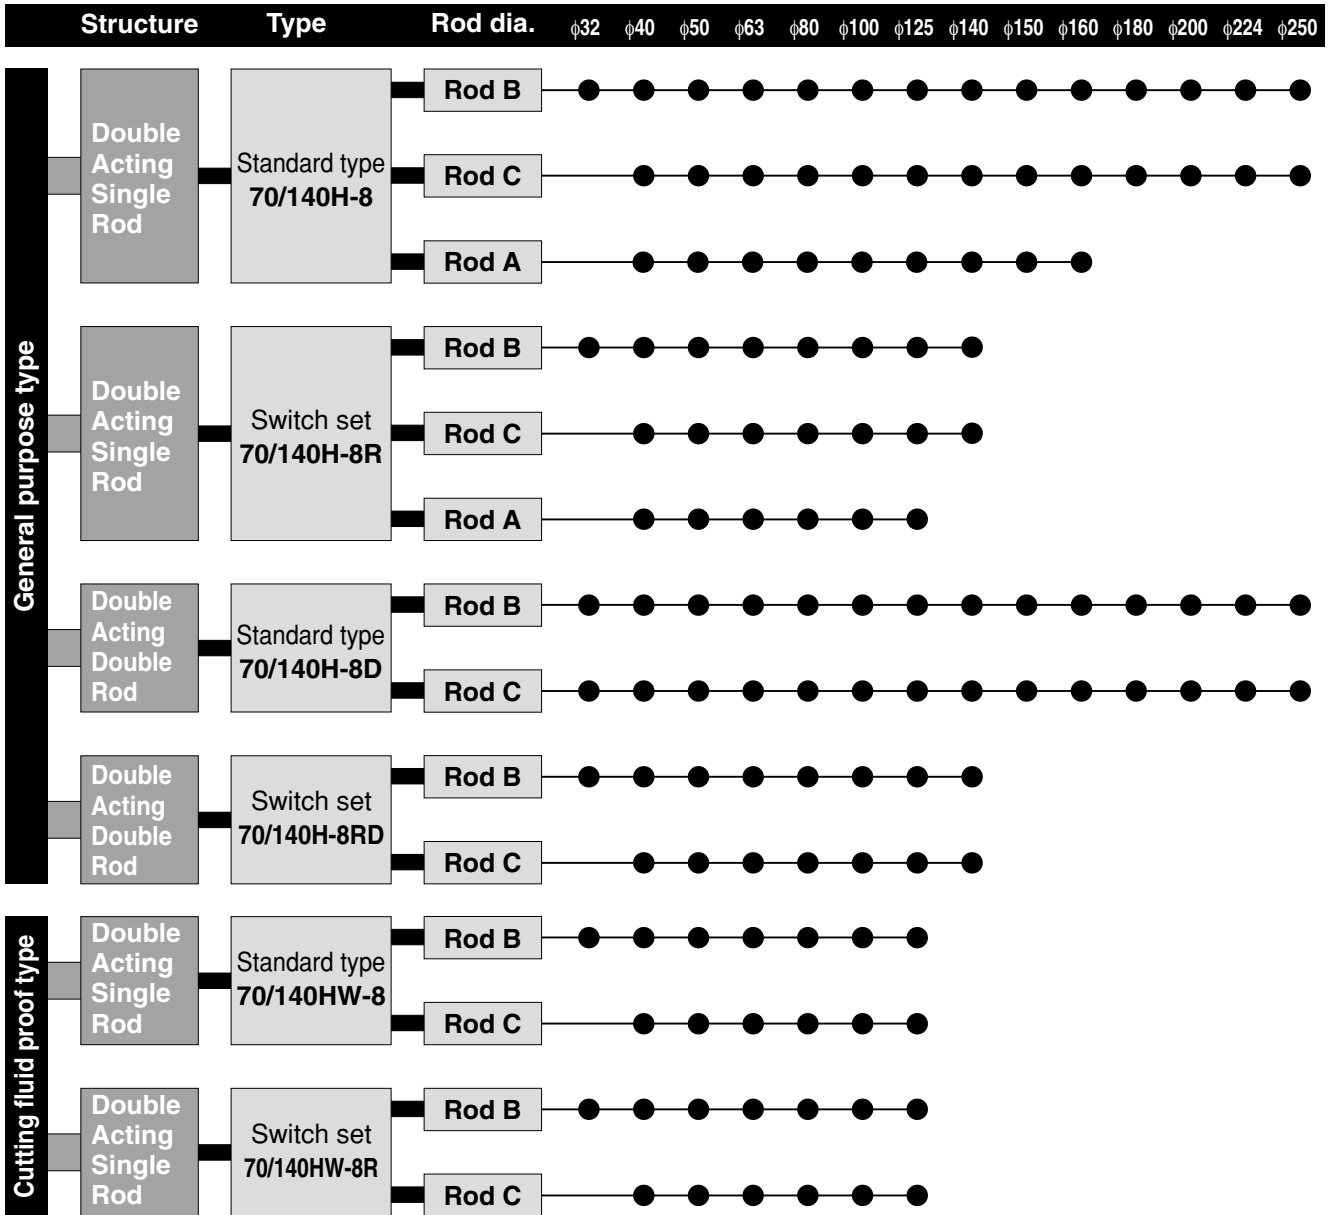 Structure Type Rod dia. ϕ32 ϕ40 ϕ50 ϕ63 ϕ80 ϕ100 ϕ125 ϕ140 ϕ150 ϕ160 ϕ180 ϕ200 ϕ224 ϕ250
General purpose type
Double
Acting
Single
Rod
Standard type
70/140H-8
Rod B
Rod C
Rod A
Double
Acting
Single
Rod
Switch set
70/140H-8R
Rod B
Rod C
Rod A
Double
Acting
Double
Rod
Standard type
70/140H-8D
Rod B
Rod C
Double
Acting
Double
Rod
Switch set
70/140H-8RD
Rod B
Rod C
Cutting fluid proof type
Double
Acting
Single
Rod
Standard type
70/140HW-8
Rod B
Rod C
Double
Acting
Single
Rod
Switch set
70/140HW-8R
Rod B
Rod C